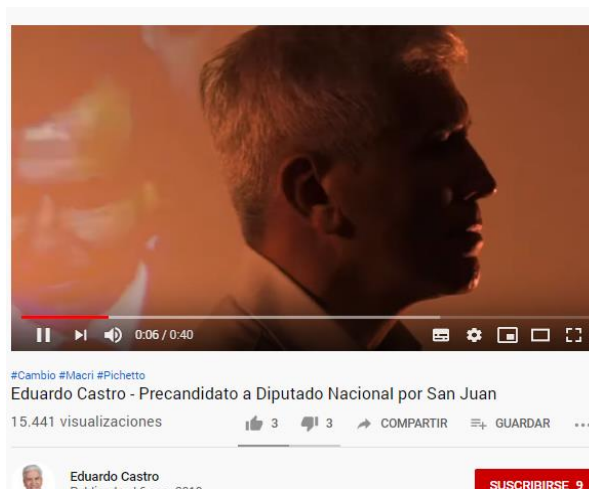 0:06 / 0:40
#Cambio #Macri #Pichetto
Eduardo Castro - Precandidato a Diputado Nacional por San Juan
15.441 visualizaciones 3 3 COMPARTIR GUARDAR ...
Eduardo Castro
SUSCRIBIRSE 9